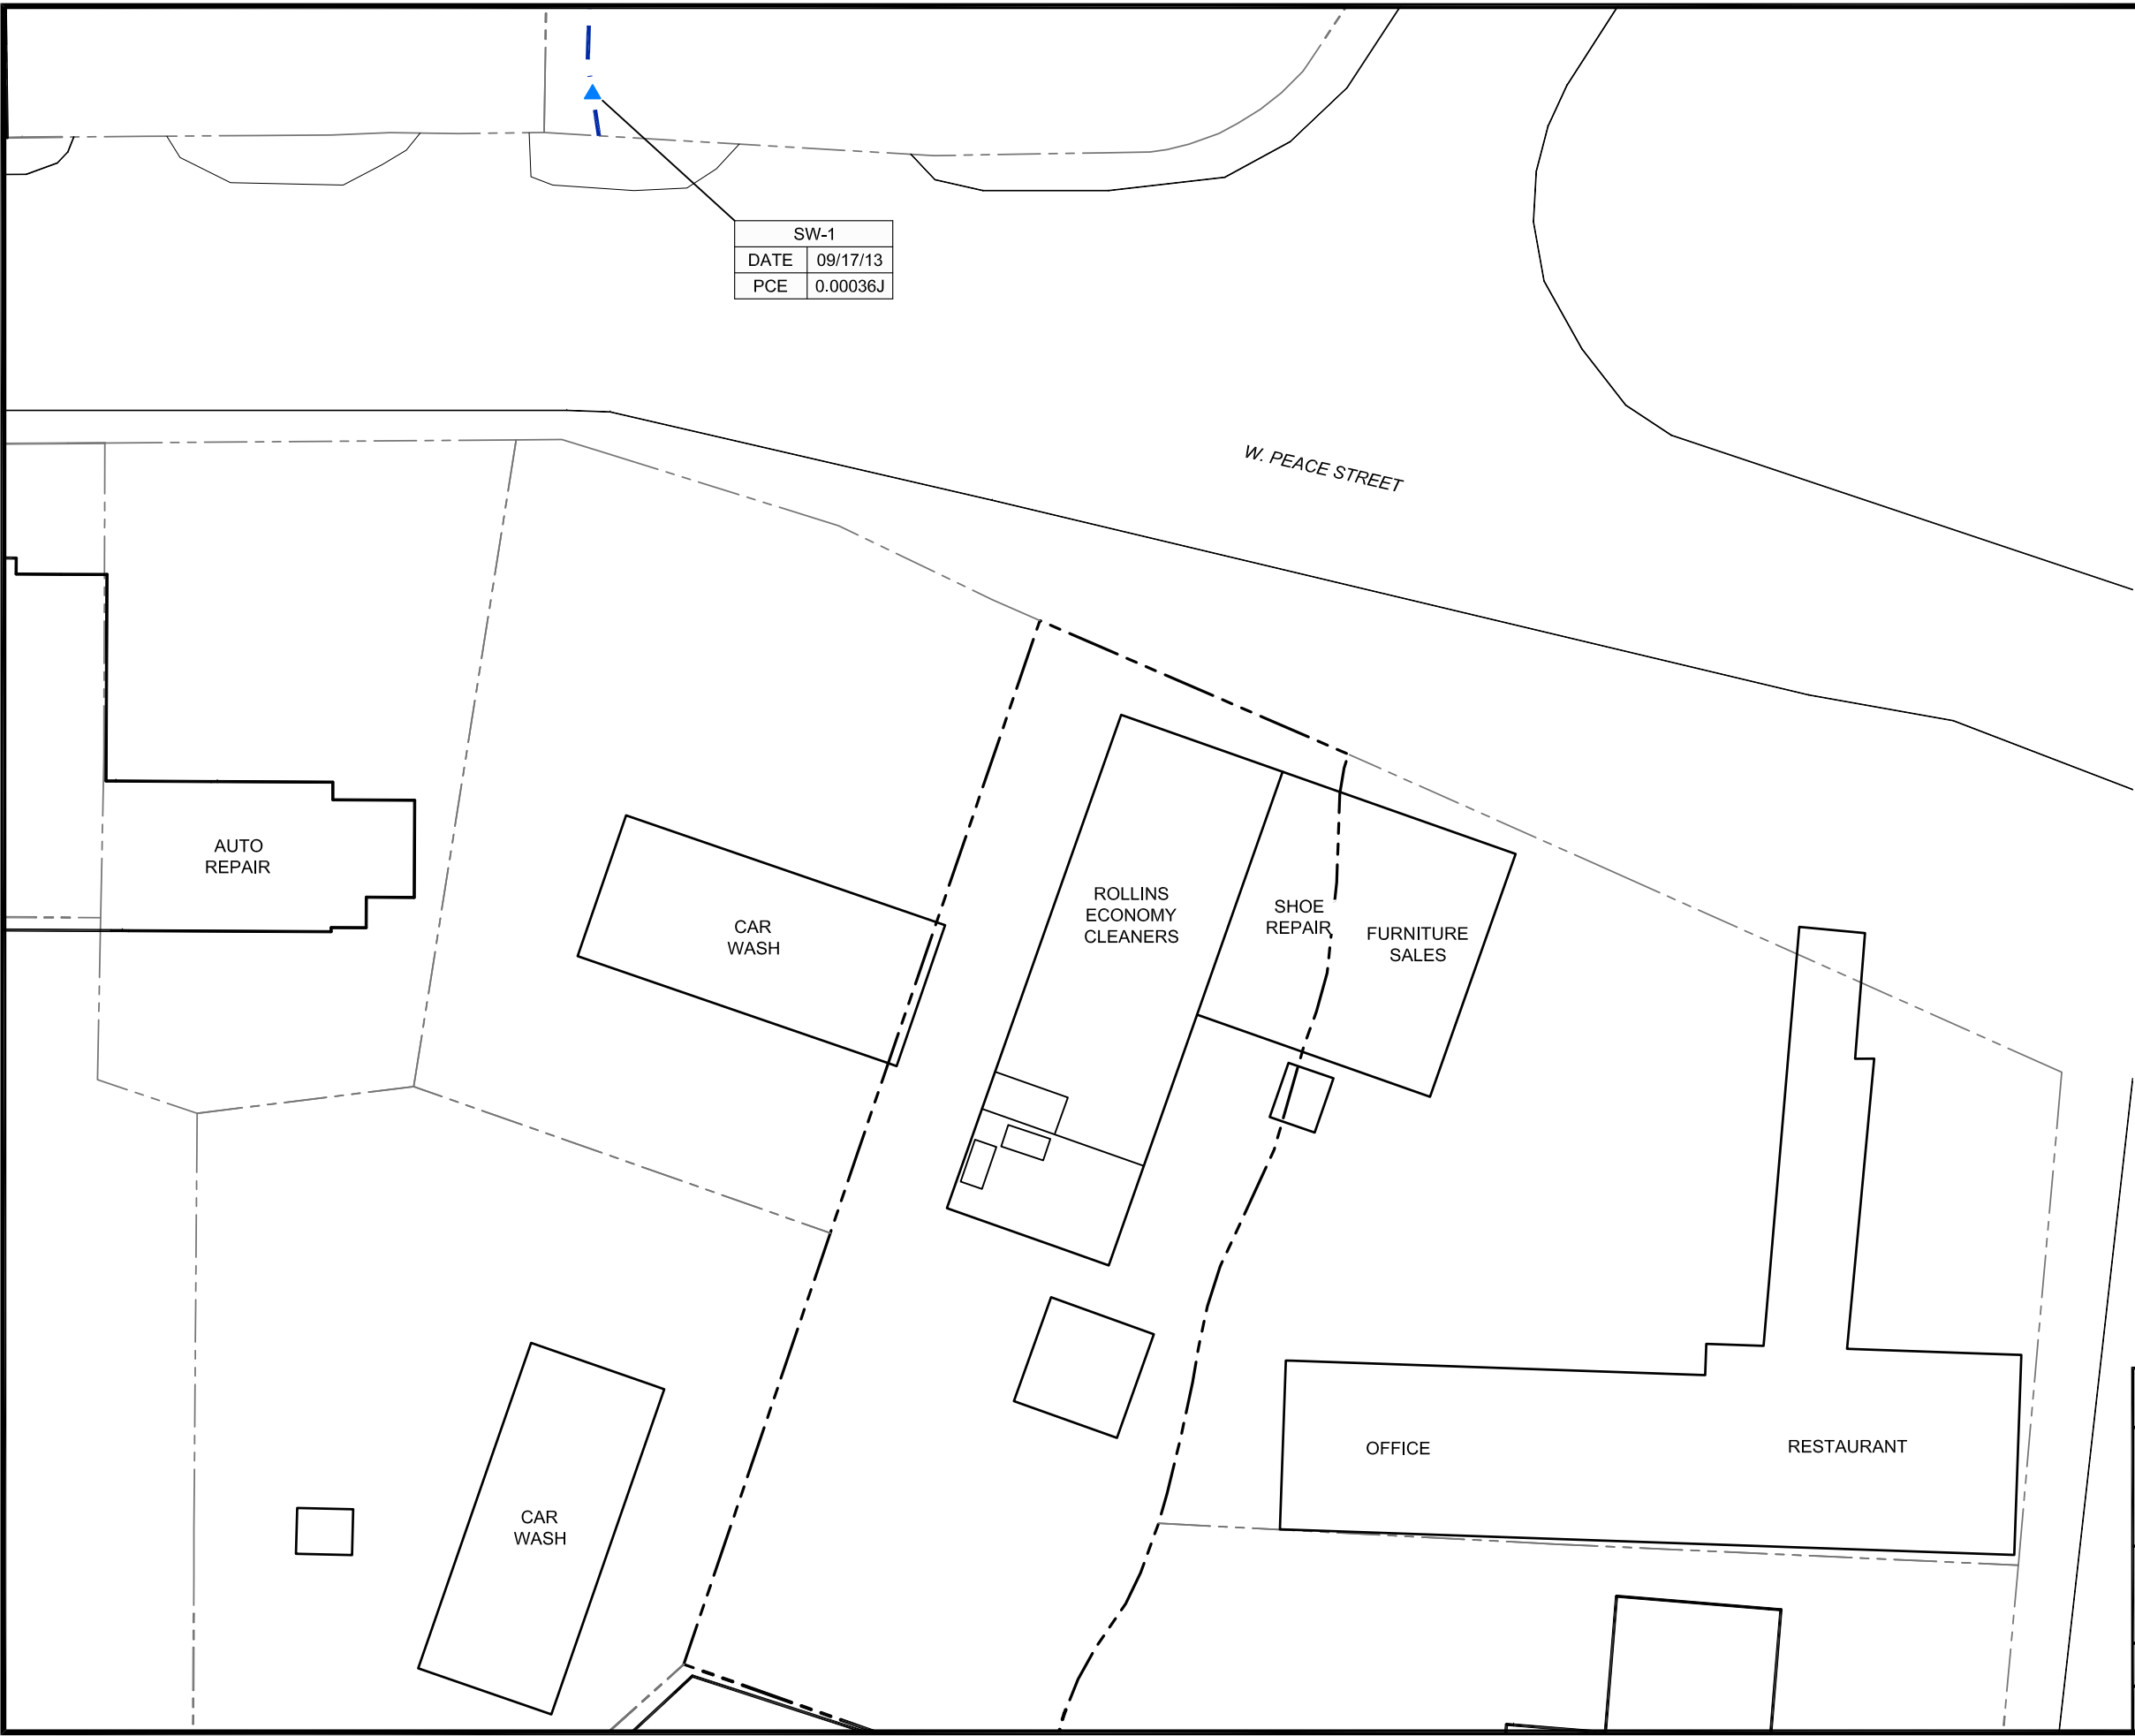 SW-1
DATE 09/17/13
PCE 0.00036J
W. PEACE STREET
AUTO
REPAIR
CAR
WASH
ROLLINS
ECONOMY
CLEANERS
SHOE
REPAIR
FURNITURE
SALES
OFFICE
RESTAURANT
CAR
WASH